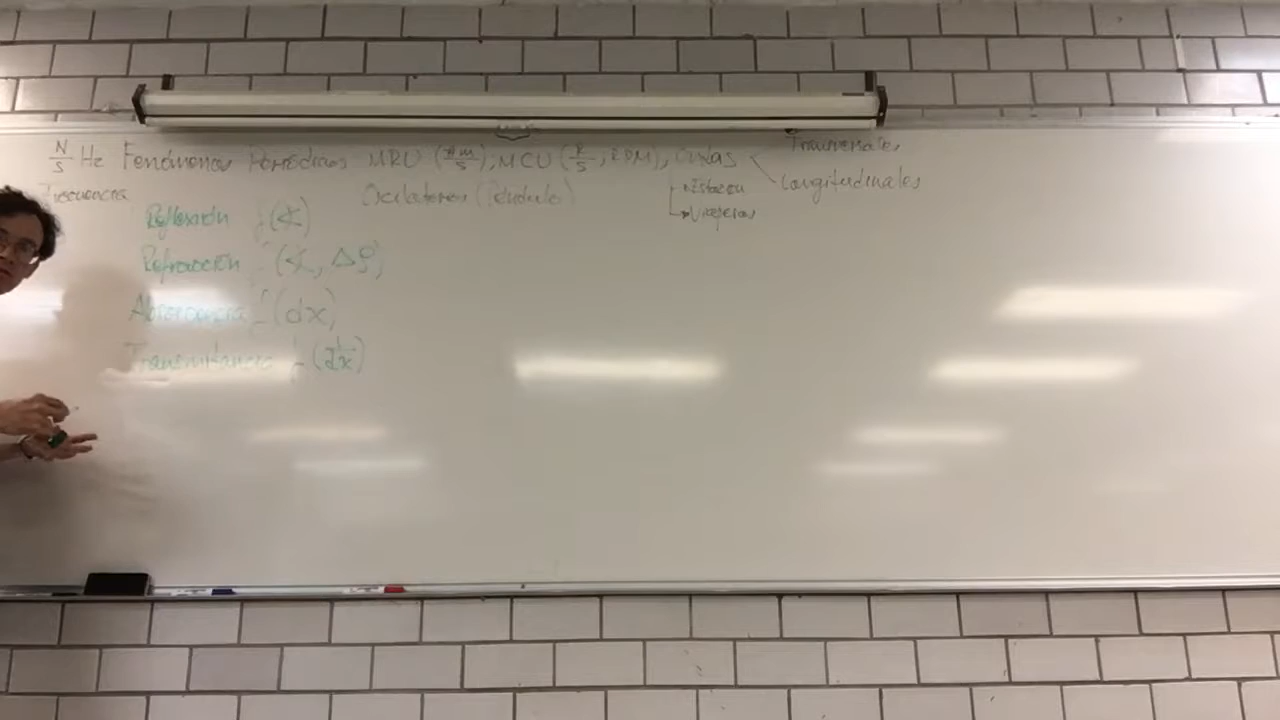 N/s Hz Fenómenos Periódicos MRU (m/s), MCU (R/s, RPM), Ondas < Transversales
Longitudinales
Frecuencia Oscilatorios (Péndulo)
Viajeras
Reflexión (∢)
Refracción (∢, Δρ)
Absorbancia (dx)
Transmitancia (1/dx)